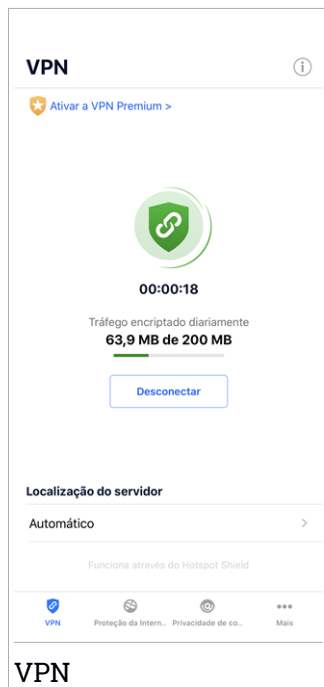 VPN
Ativar a VPN Premium >
00:00:18
Tráfego encriptado diariamente
63,9 MB de 200 MB
Desconectar
Localização do servidor
Automático
Funciona através do Hotspot Shield
VPN
Proteção da Intern..
Privacidade de co..
Mais
VPN